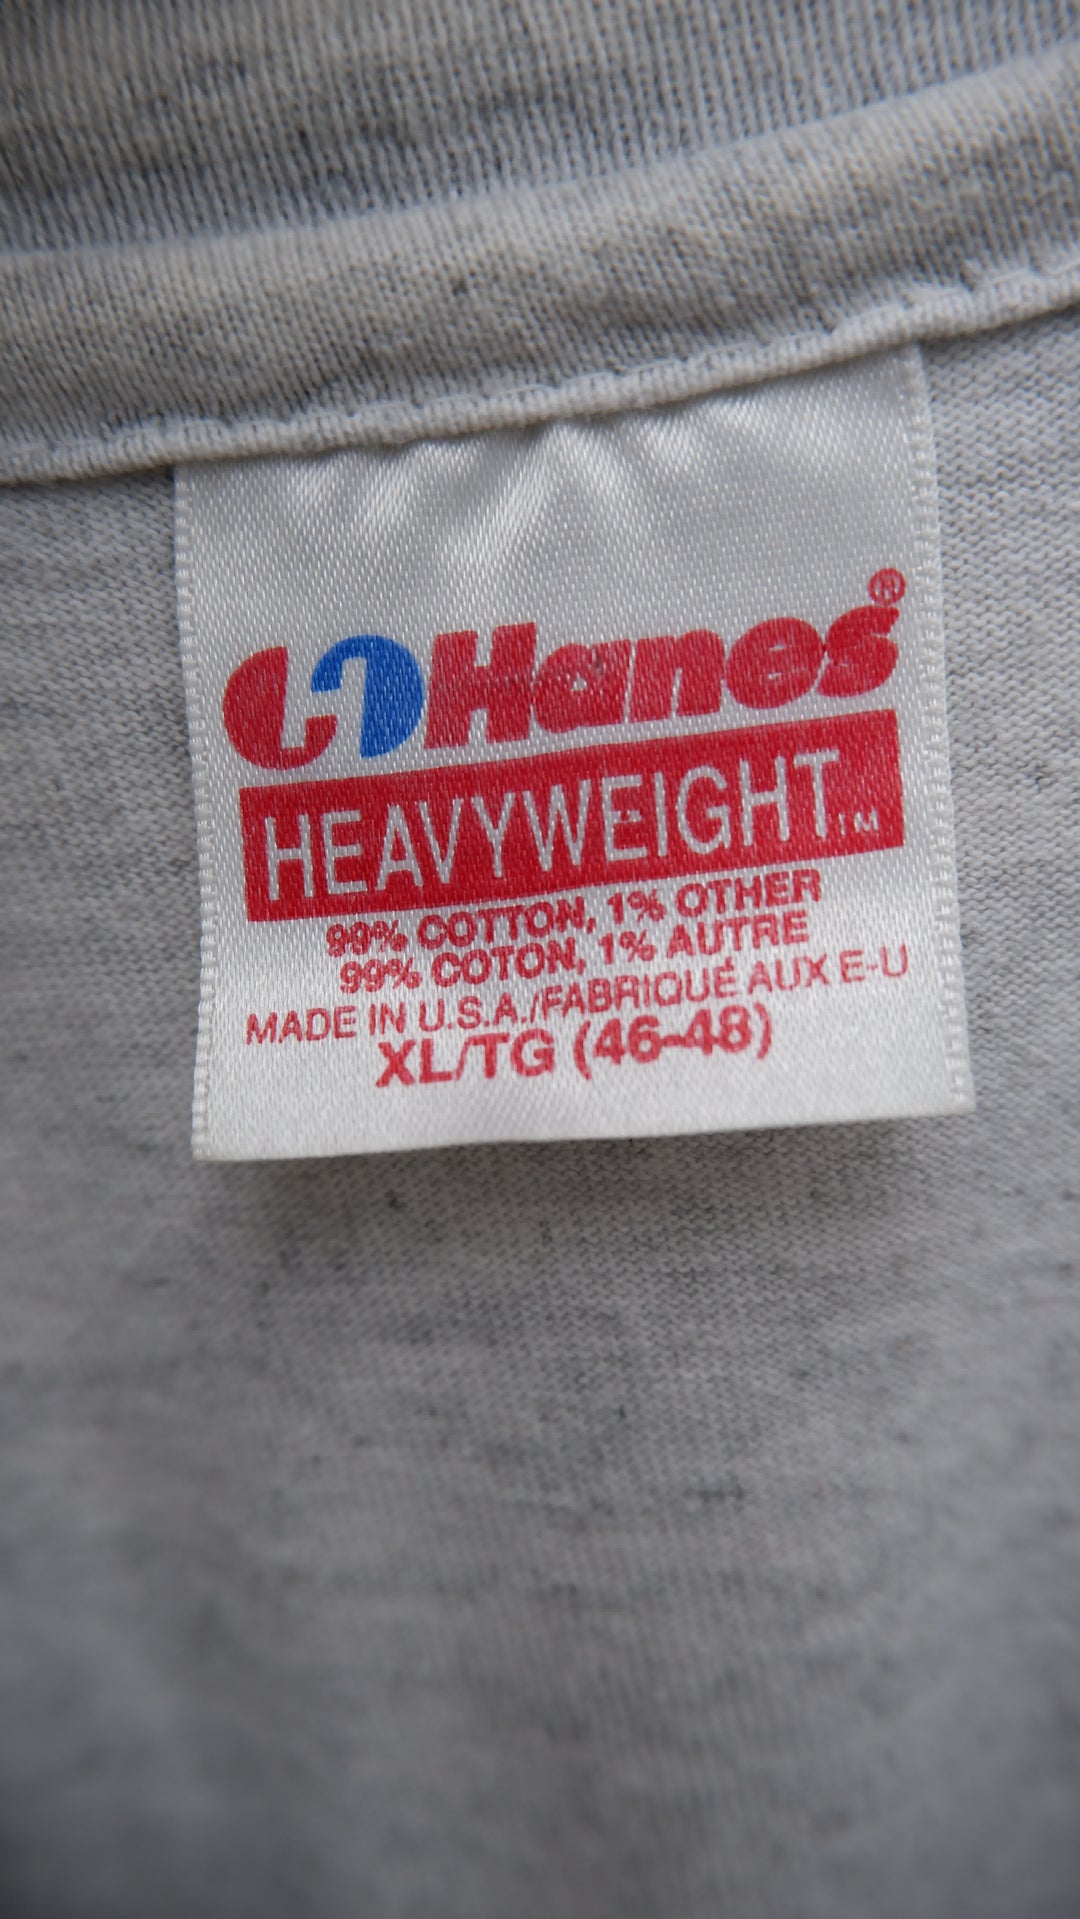 Hanes®
HEAVYWEIGHT™
99% COTTON, 1% OTHER
99% COTON, 1% AUTRE
MADE IN U.S.A./FABRIQUÉ AUX E-U
XL/TG (46-48)